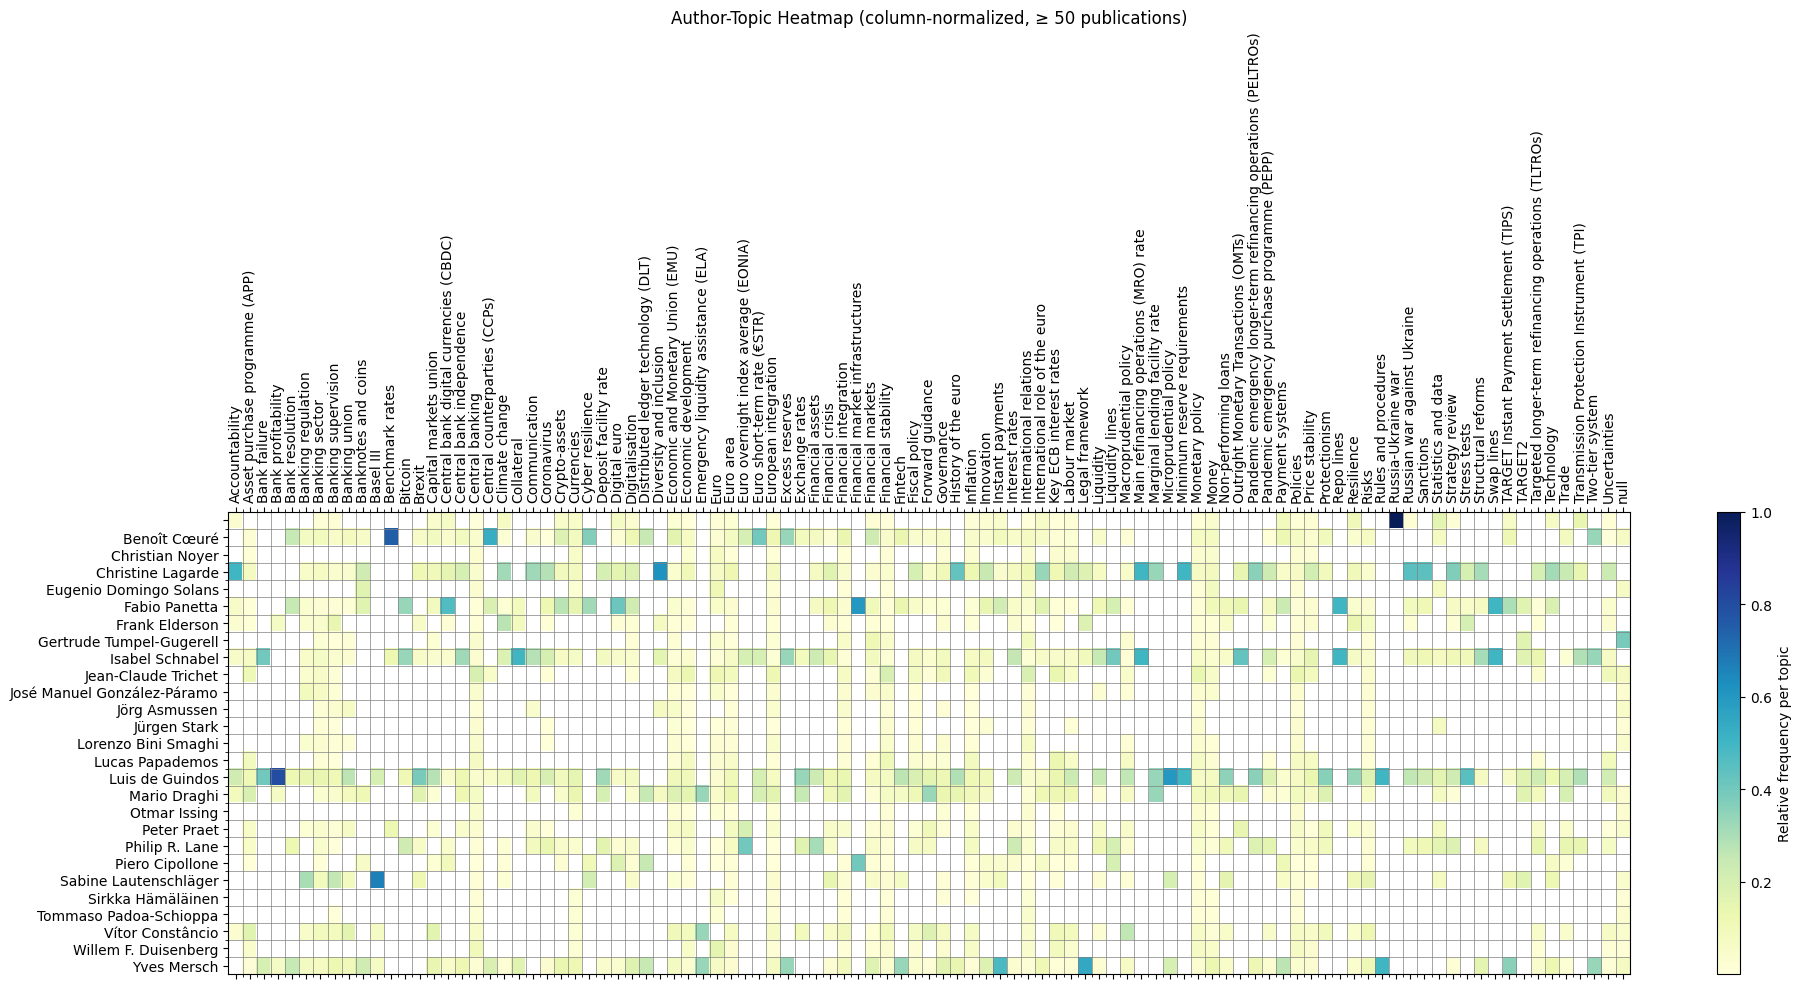 Author-Topic Heatmap (column-normalized, ≥ 50 publications)
Accountability
Asset purchase programme (APP)
Bank failure
Bank profitability
Bank resolution
Banking regulation
Banking sector
Banking supervision
Banking union
Banknotes and coins
Basel III
Benchmark rates
Bitcoin
Brexit
Capital markets union
Central bank digital currencies (CBDC)
Central bank independence
Central banking
Central counterparties (CCPs)
Climate change
Collateral
Communication
Coronavirus
Crypto-assets
Currencies
Cyber resilience
Deposit facility rate
Digital euro
Digitalisation
Distributed ledger technology (DLT)
Diversity and inclusion
Economic and Monetary Union (EMU)
Economic development
Emergency liquidity assistance (ELA)
Euro
Euro area
Euro overnight index average (EONIA)
Euro short-term rate (€STR)
European integration
Excess reserves
Exchange rates
Financial assets
Financial crisis
Financial integration
Financial market infrastructures
Financial markets
Financial stability
Fintech
Fiscal policy
Forward guidance
Governance
History of the euro
Inflation
Innovation
Instant payments
Interest rates
International relations
International role of the euro
Key ECB interest rates
Labour market
Legal framework
Liquidity
Liquidity lines
Macroprudential policy
Main refinancing operations (MRO) rate
Marginal lending facility rate
Microprudential policy
Minimum reserve requirements
Monetary policy
Money
Non-performing loans
Outright Monetary Transactions (OMTs)
Pandemic emergency longer-term refinancing operations (PELTROs)
Pandemic emergency purchase programme (PEPP)
Payment systems
Policies
Price stability
Protectionism
Repo lines
Resilience
Risks
Rules and procedures
Russia-Ukraine war
Russian war against Ukraine
Sanctions
Statistics and data
Strategy review
Stress tests
Structural reforms
Swap lines
TARGET Instant Payment Settlement (TIPS)
TARGET2
Targeted longer-term refinancing operations (TLTROs)
Technology
Trade
Transmission Protection Instrument (TPI)
Two-tier system
Uncertainties
null
Benoît Cœuré
Christian Noyer
Christine Lagarde
Eugenio Domingo Solans
Fabio Panetta
Frank Elderson
Gertrude Tumpel-Gugerell
Isabel Schnabel
Jean-Claude Trichet
José Manuel González-Páramo
Jörg Asmussen
Jürgen Stark
Lorenzo Bini Smaghi
Lucas Papademos
Luis de Guindos
Mario Draghi
Otmar Issing
Peter Praet
Philip R. Lane
Piero Cipollone
Sabine Lautenschläger
Sirkka Hämäläinen
Tommaso Padoa-Schioppa
Vítor Constâncio
Willem F. Duisenberg
Yves Mersch
1.0
0.8
0.6
0.4
0.2
Relative frequency per topic